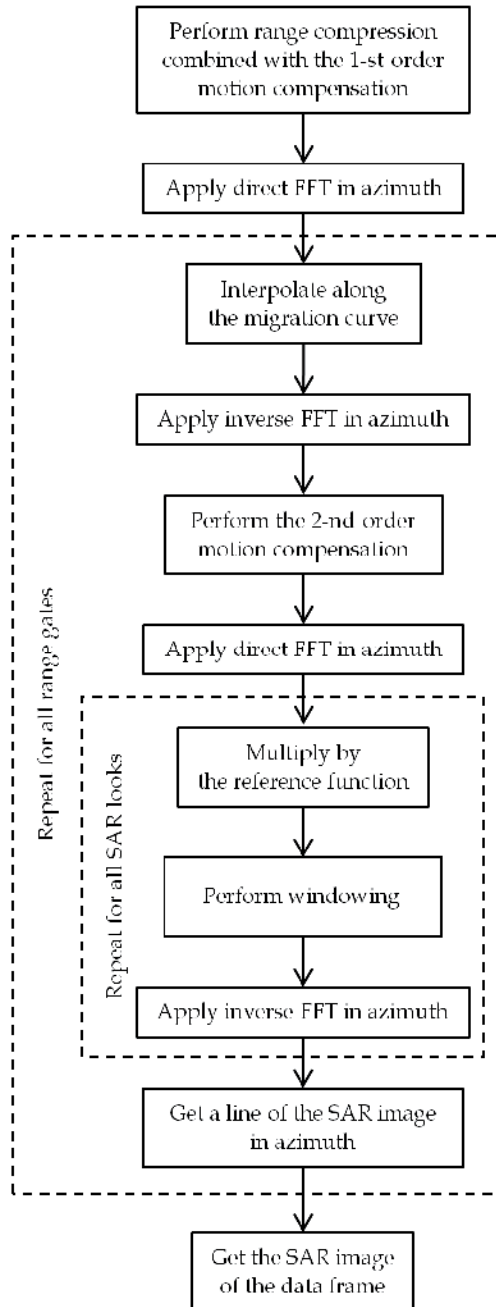 Perform range compression
combined with the 1-st order
motion compensation
Apply direct FFT in azimuth
Interpolate along
the migration curve
Apply inverse FFT in azimuth
Perform the 2-nd order
motion compensation
Apply direct FFT in azimuth
Repeat for all range gates
Multiply by
the reference function
Repeat for all SAR looks
Perform windowing
Apply inverse FFT in azimuth
Get a line of the SAR image
in azimuth
Get the SAR image
of the data frame